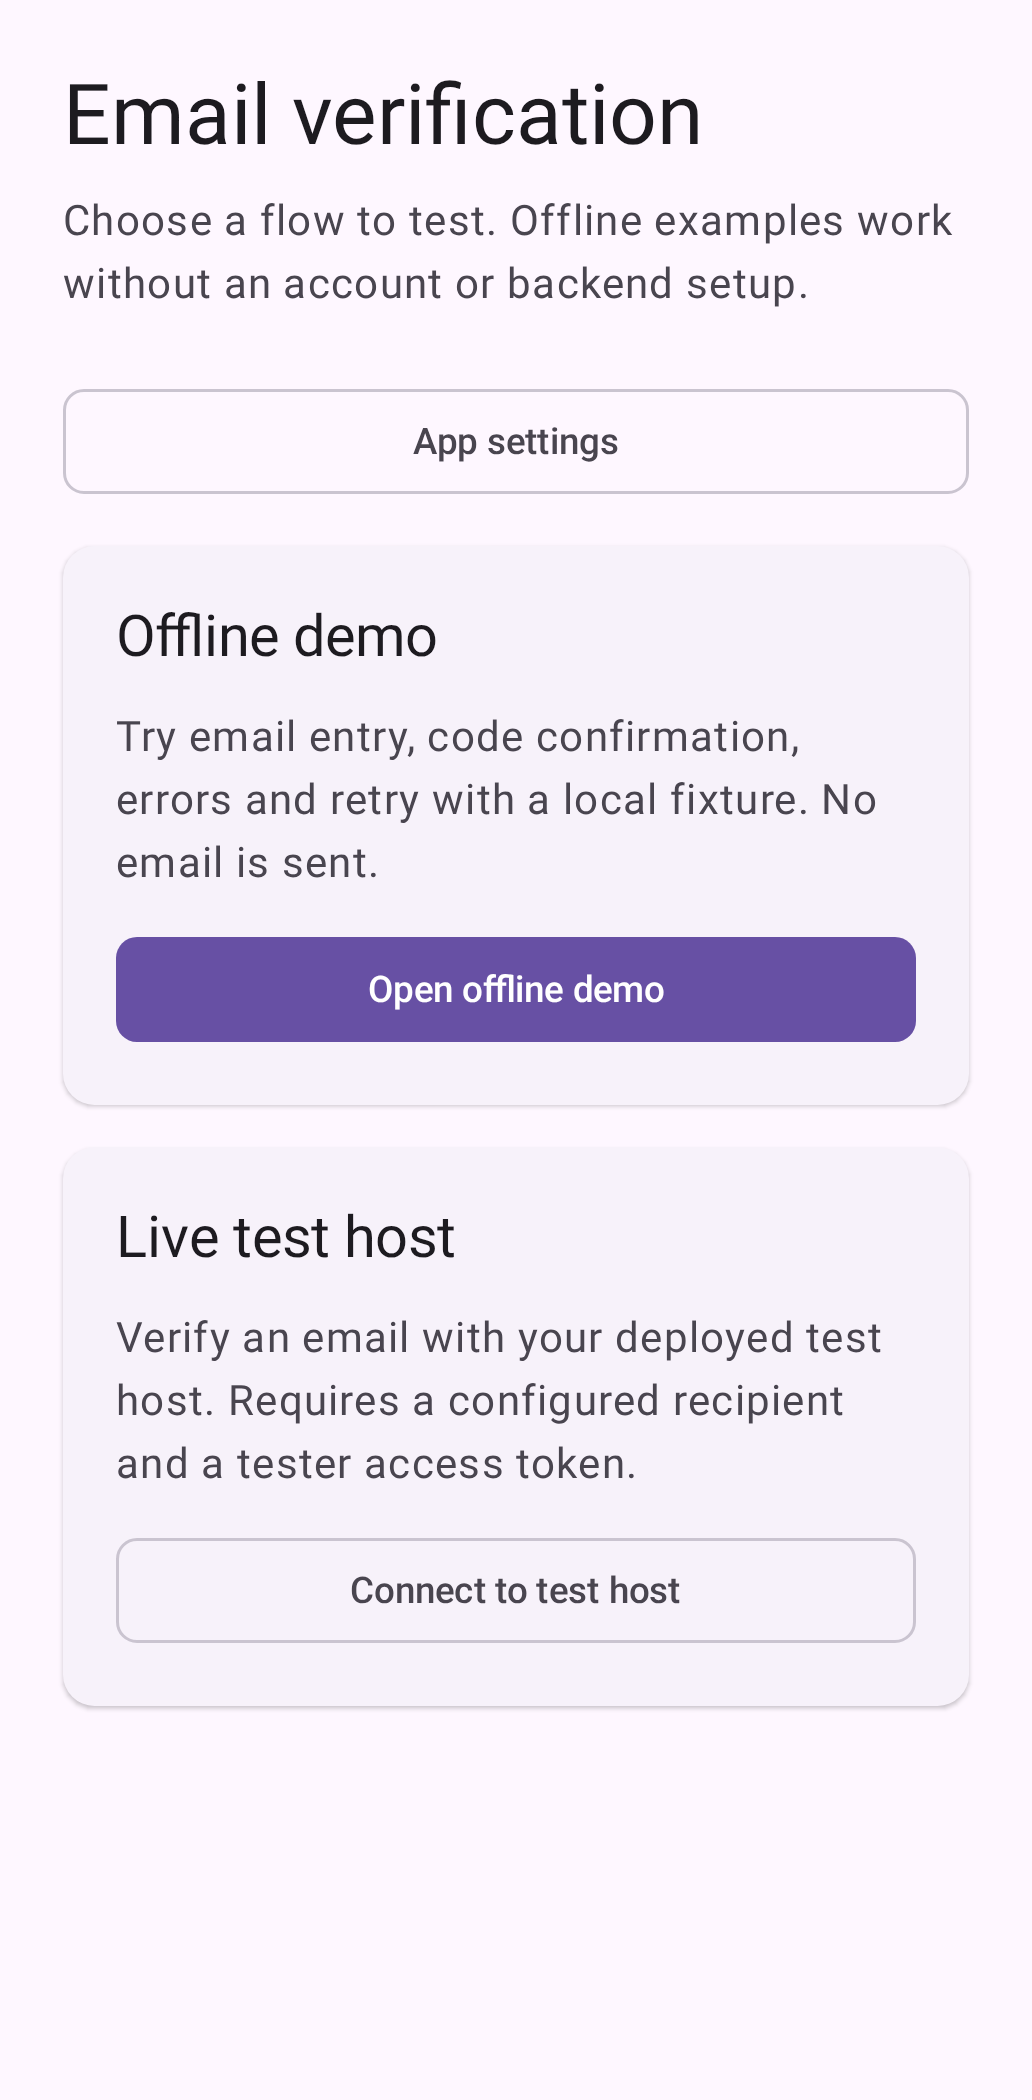 Email verification
Choose a flow to test. Offline examples work
without an account or backend setup.
App settings
Offline demo
Try email entry, code confirmation,
errors and retry with a local fixture. No
email is sent.
Open offline demo
Live test host
Verify an email with your deployed test
host. Requires a configured recipient
and a tester access token.
Connect to test host